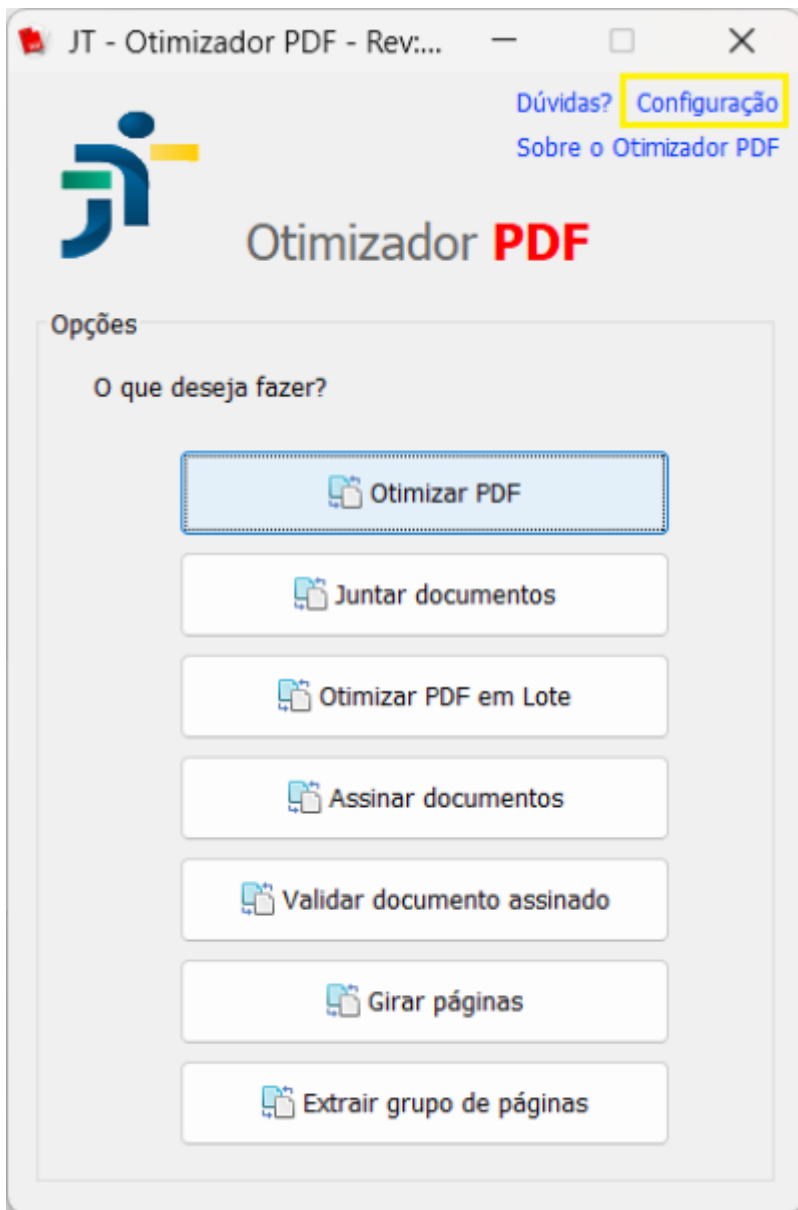 JT - Otimizador PDF - Rev:...
Dúvidas? Configuração
Sobre o Otimizador PDF
Otimizador PDF
Opções
O que deseja fazer?
Otimizar PDF
Juntar documentos
Otimizar PDF em Lote
Assinar documentos
Validar documento assinado
Girar páginas
Extrair grupo de páginas